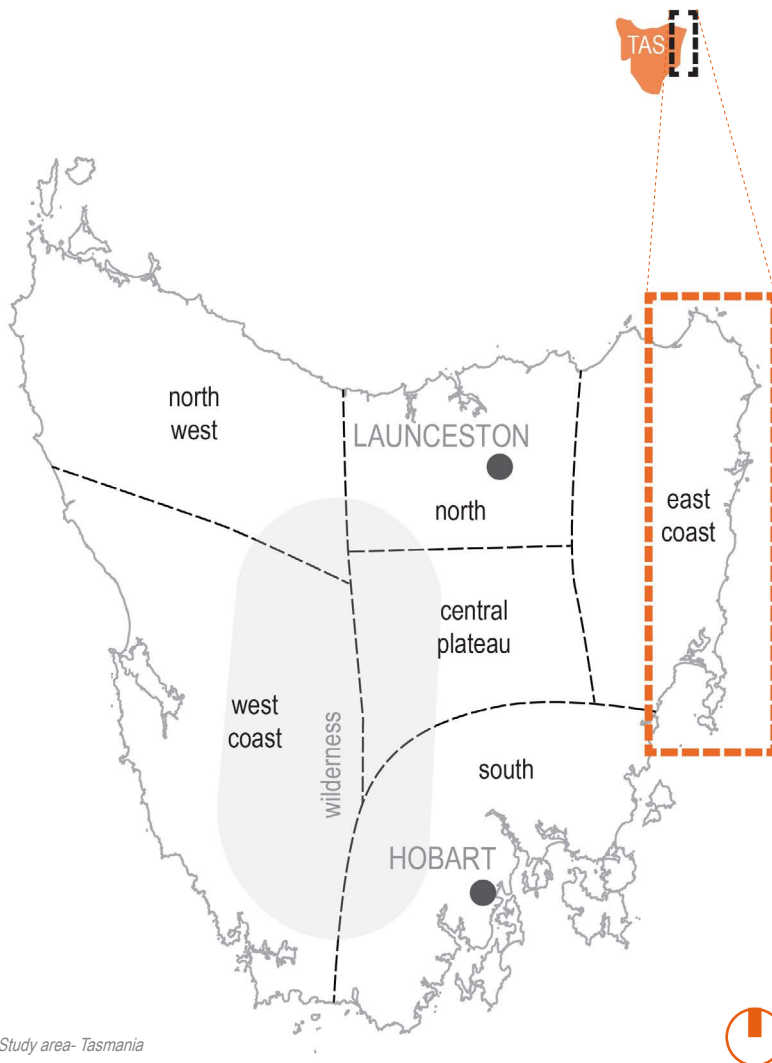 TAS
north
west
LAUNCESTON
north
east
coast
central
plateau
west
coast
wilderness
south
HOBART
Study area- Tasmania